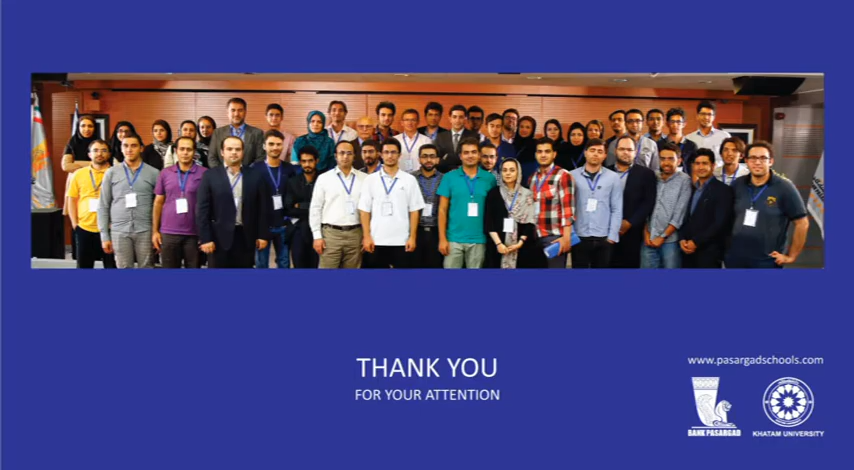 THANK YOU
FOR YOUR ATTENTION
www.pasargadschools.com
BANK PASARGAD
KHATAM UNIVERSITY